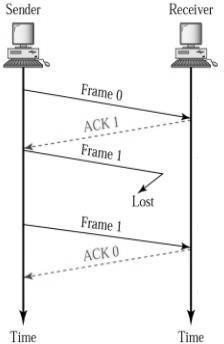 Sender Receiver
Frame 0
ACK 1
Frame 1
Lost
Frame 1
ACK 0
Time Time